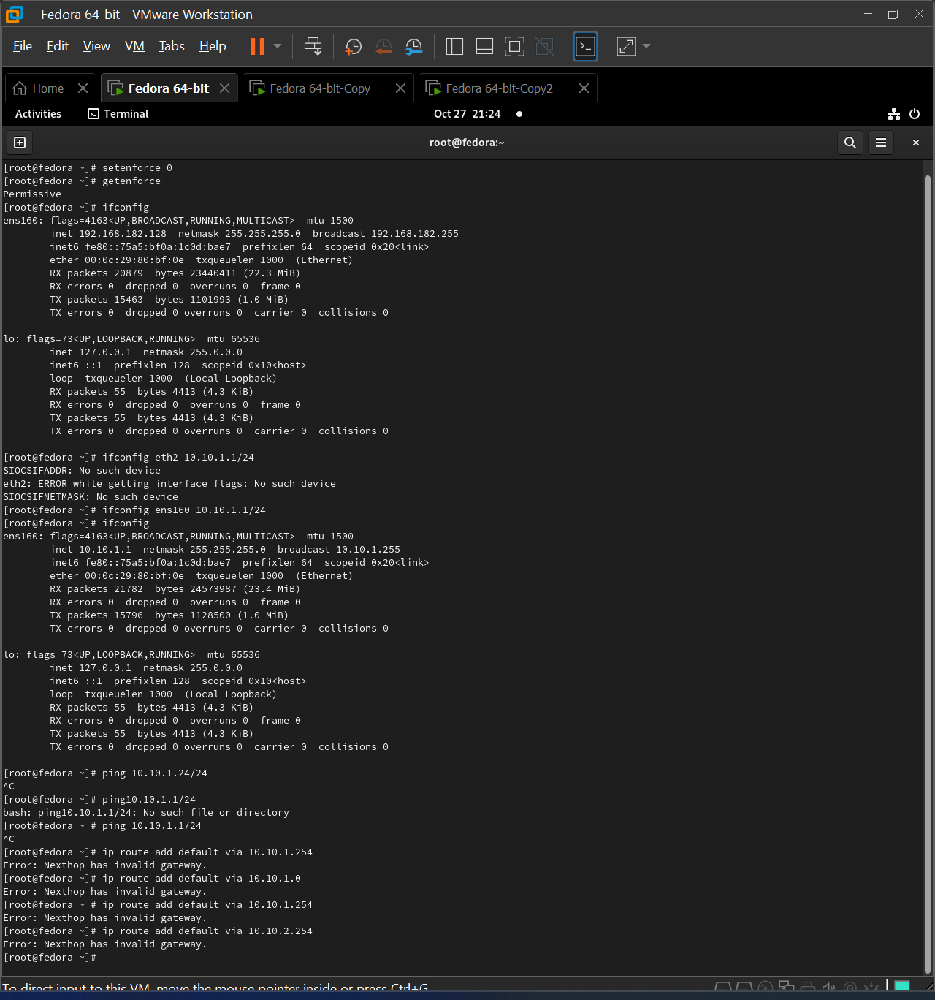 Fedora 64-bit - VMware Workstation
File Edit View VM Tabs Help
Home Fedora 64-bit Fedora 64-bit-Copy Fedora 64-bit-Copy2
Activities Terminal Oct 27 21:24
root@fedora:~
[root@fedora ~]# setenforce 0
[root@fedora ~]# getenforce
Permissive
[root@fedora ~]# ifconfig
ens160: flags=4163<UP,BROADCAST,RUNNING,MULTICAST>  mtu 1500
        inet 192.168.182.128  netmask 255.255.255.0  broadcast 192.168.182.255
        inet6 fe80::75a5:bf0a:1c0d:bae7  prefixlen 64  scopeid 0x20<link>
        ether 00:0c:29:80:bf:0e  txqueuelen 1000  (Ethernet)
        RX packets 20879  bytes 23440411 (22.3 MiB)
        RX errors 0  dropped 0  overruns 0  frame 0
        TX packets 15463  bytes 1101993 (1.0 MiB)
        TX errors 0  dropped 0 overruns 0  carrier 0  collisions 0
lo: flags=73<UP,LOOPBACK,RUNNING>  mtu 65536
        inet 127.0.0.1  netmask 255.0.0.0
        inet6 ::1  prefixlen 128  scopeid 0x10<host>
        loop  txqueuelen 1000  (Local Loopback)
        RX packets 55  bytes 4413 (4.3 KiB)
        RX errors 0  dropped 0  overruns 0  frame 0
        TX packets 55  bytes 4413 (4.3 KiB)
        TX errors 0  dropped 0 overruns 0  carrier 0  collisions 0
[root@fedora ~]# ifconfig eth2 10.10.1.1/24
SIOCSIFADDR: No such device
eth2: ERROR while getting interface flags: No such device
SIOCSIFNETMASK: No such device
[root@fedora ~]# ifconfig ens160 10.10.1.1/24
[root@fedora ~]# ifconfig
ens160: flags=4163<UP,BROADCAST,RUNNING,MULTICAST>  mtu 1500
        inet 10.10.1.1  netmask 255.255.255.0  broadcast 10.10.1.255
        inet6 fe80::75a5:bf0a:1c0d:bae7  prefixlen 64  scopeid 0x20<link>
        ether 00:0c:29:80:bf:0e  txqueuelen 1000  (Ethernet)
        RX packets 21782  bytes 24573987 (23.4 MiB)
        RX errors 0  dropped 0  overruns 0  frame 0
        TX packets 15796  bytes 1128500 (1.0 MiB)
        TX errors 0  dropped 0 overruns 0  carrier 0  collisions 0
lo: flags=73<UP,LOOPBACK,RUNNING>  mtu 65536
        inet 127.0.0.1  netmask 255.0.0.0
        inet6 ::1  prefixlen 128  scopeid 0x10<host>
        loop  txqueuelen 1000  (Local Loopback)
        RX packets 55  bytes 4413 (4.3 KiB)
        RX errors 0  dropped 0  overruns 0  frame 0
        TX packets 55  bytes 4413 (4.3 KiB)
        TX errors 0  dropped 0 overruns 0  carrier 0  collisions 0
[root@fedora ~]# ping 10.10.1.24/24
^C
[root@fedora ~]# ping10.10.1.1/24
bash: ping10.10.1.1/24: No such file or directory
[root@fedora ~]# ping 10.10.1.1/24
^C
[root@fedora ~]# ip route add default via 10.10.1.254
Error: Nexthop has invalid gateway.
[root@fedora ~]# ip route add default via 10.10.1.0
Error: Nexthop has invalid gateway.
[root@fedora ~]# ip route add default via 10.10.1.254
Error: Nexthop has invalid gateway.
[root@fedora ~]# ip route add default via 10.10.2.254
Error: Nexthop has invalid gateway.
[root@fedora ~]#
To direct input to this VM, move the mouse pointer inside or press Ctrl+G.